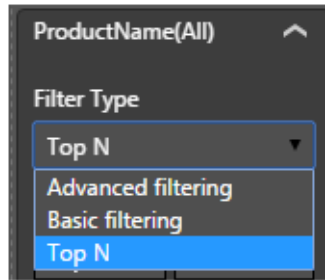 ProductName(All)
Filter Type
Top N
Advanced filtering
Basic filtering
Top N